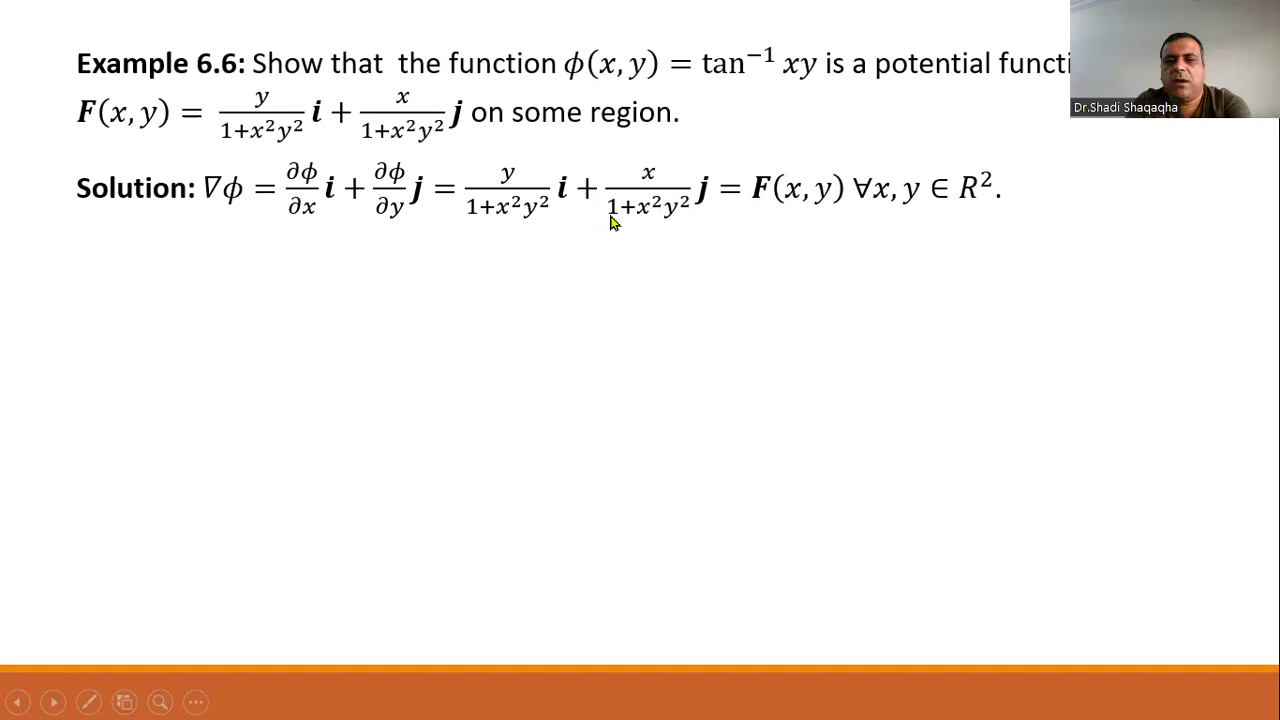 Example 6.6: Show that the function ϕ(x, y) = tan⁻¹ xy is a potential
F(x, y) = y/(1+x²y²) i + x/(1+x²y²) j on some region.
Solution: ∇ϕ = ∂ϕ/∂x i + ∂ϕ/∂y j = y/(1+x²y²) i + x/(1+x²y²) j = F(x, y) ∀x, y ∈ R².
Dr.Shadi Shaqaqha